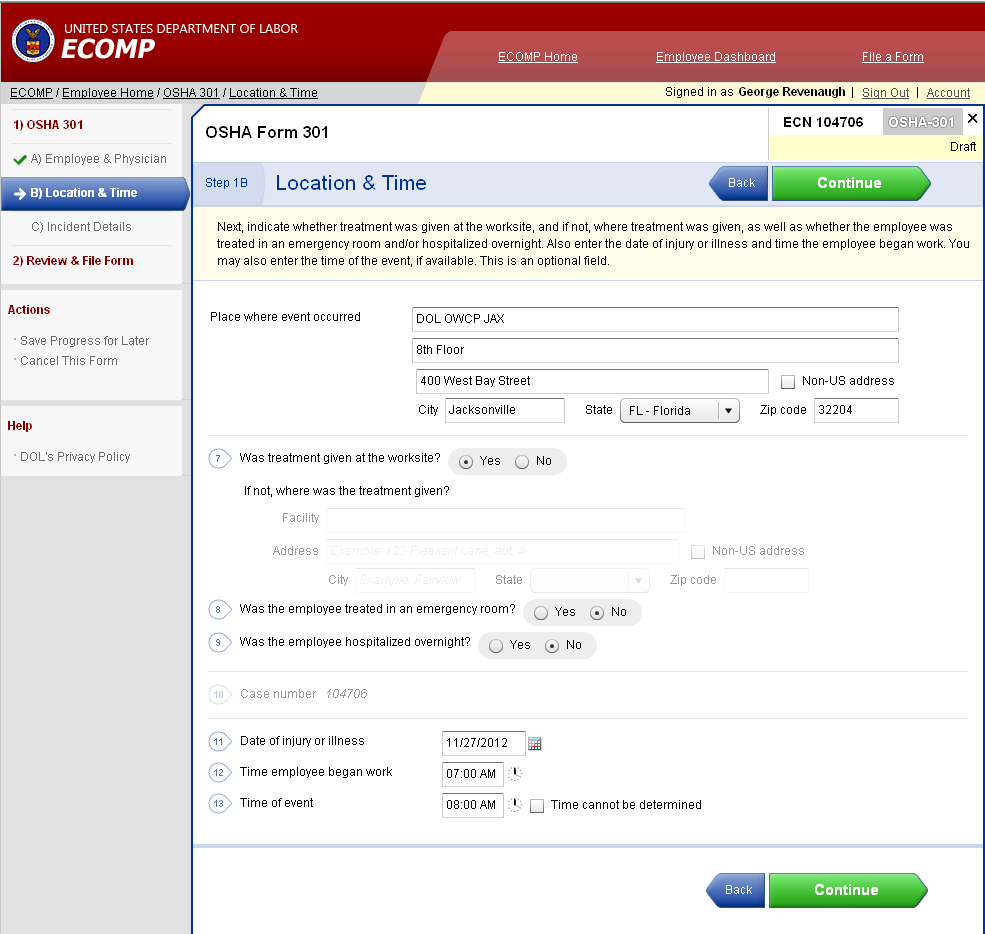 UNITED STATES DEPARTMENT OF LABOR
ECOMP
ECOMP Home Employee Dashboard File a Form
ECOMP / Employee Home / OSHA 301 / Location & Time
Signed in as George Revenaugh | Sign Out | Account
1) OSHA 301
A) Employee & Physician
B) Location & Time
C) Incident Details
2) Review & File Form
Actions
Save Progress for Later
Cancel This Form
Help
DOL's Privacy Policy
OSHA Form 301
ECN 104706 OSHA-301
Draft
Step 1B Location & Time Back Continue
Next, indicate whether treatment was given at the worksite, and if not, where treatment was given, as well as whether the employee was
treated in an emergency room and/or hospitalized overnight. Also enter the date of injury or illness and time the employee began work. You
may also enter the time of the event, if available. This is an optional field.
Place where event occurred DOL OWCP JAX
8th Floor
400 West Bay Street Non-US address
City Jacksonville State FL - Florida Zip code 32204
7 Was treatment given at the worksite? Yes No
If not, where was the treatment given?
Facility
Address Example: 123 Pleasant Lane, apt. A Non-US address
City Example: Fairview State Zip code
8 Was the employee treated in an emergency room? Yes No
9 Was the employee hospitalized overnight? Yes No
10 Case number 104706
11 Date of injury or illness 11/27/2012
12 Time employee began work 07:00 AM
13 Time of event 08:00 AM Time cannot be determined
Back Continue